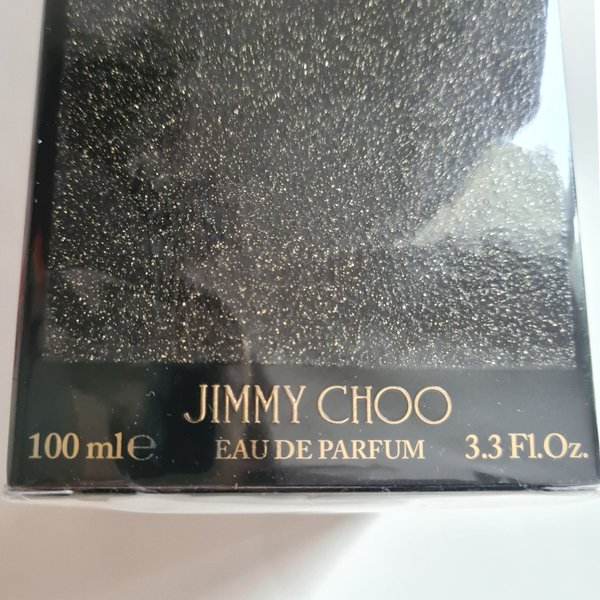 JIMMY CHOO
100 ml ℮ EAU DE PARFUM 3.3 Fl.Oz.